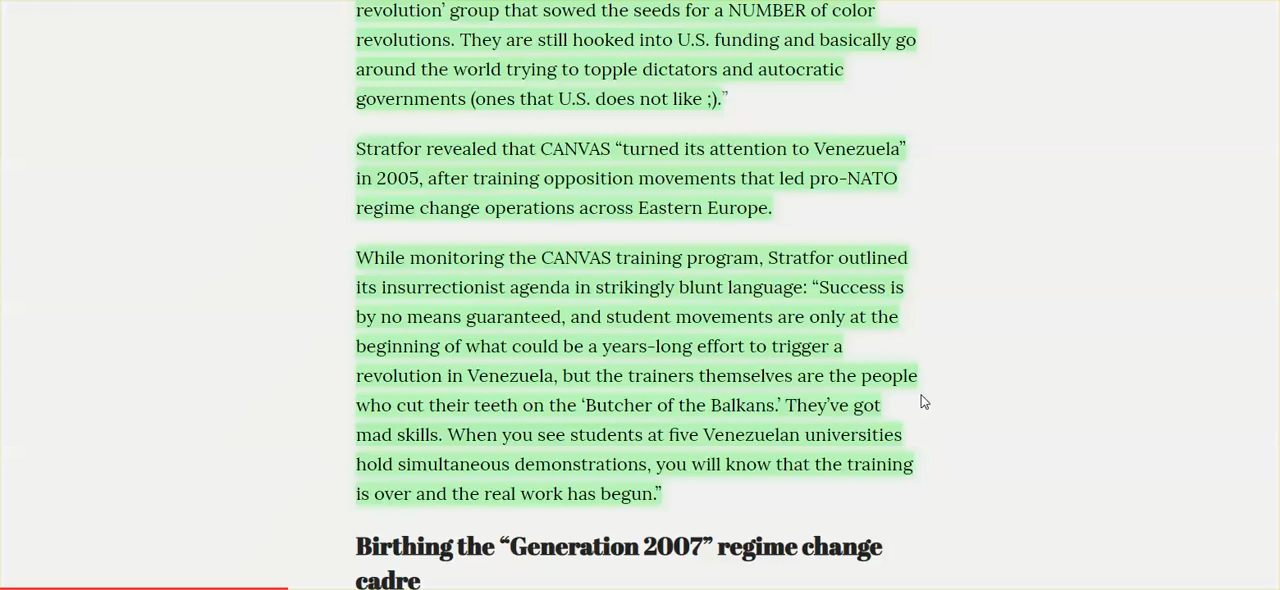 revolution’ group that sowed the seeds for a NUMBER of color
revolutions. They are still hooked into U.S. funding and basically go
around the world trying to topple dictators and autocratic
governments (ones that U.S. does not like ;).”
Stratfor revealed that CANVAS “turned its attention to Venezuela”
in 2005, after training opposition movements that led pro-NATO
regime change operations across Eastern Europe.
While monitoring the CANVAS training program, Stratfor outlined
its insurrectionist agenda in strikingly blunt language: “Success is
by no means guaranteed, and student movements are only at the
beginning of what could be a years-long effort to trigger a
revolution in Venezuela, but the trainers themselves are the people
who cut their teeth on the ‘Butcher of the Balkans.’ They’ve got
mad skills. When you see students at five Venezuelan universities
hold simultaneous demonstrations, you will know that the training
is over and the real work has begun.”
Birthing the “Generation 2007” regime change
cadre